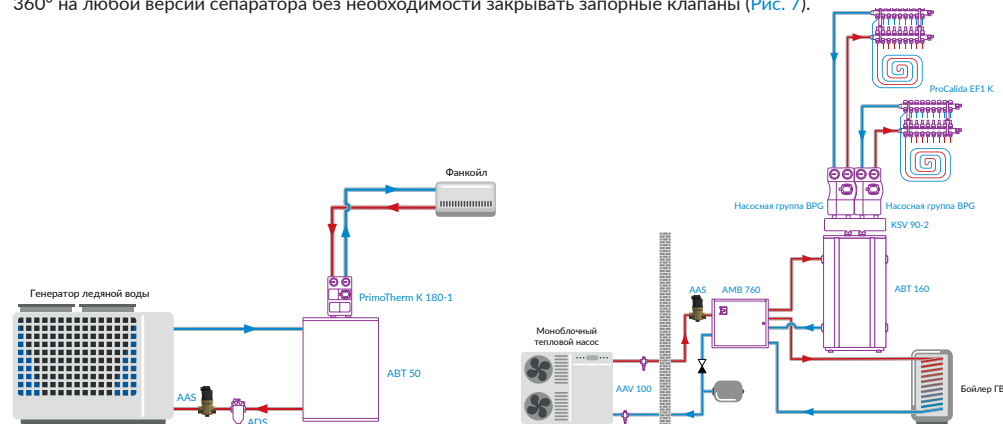 360° на любой версии сепаратора без необходимости закрывать запорные клапаны (Рис. 7).
ProCalida EF1 K
Фанкойл
Насосная группа BPG
Насосная группа BPG
KSV 90-2
Генератор ледяной воды
PrimoTherm K 180-1
AAS
AMB 760
ABT 160
Моноблочный
тепловой насос
ABT 50
AAV 100
Бойлер ГВ
AAS
ADS